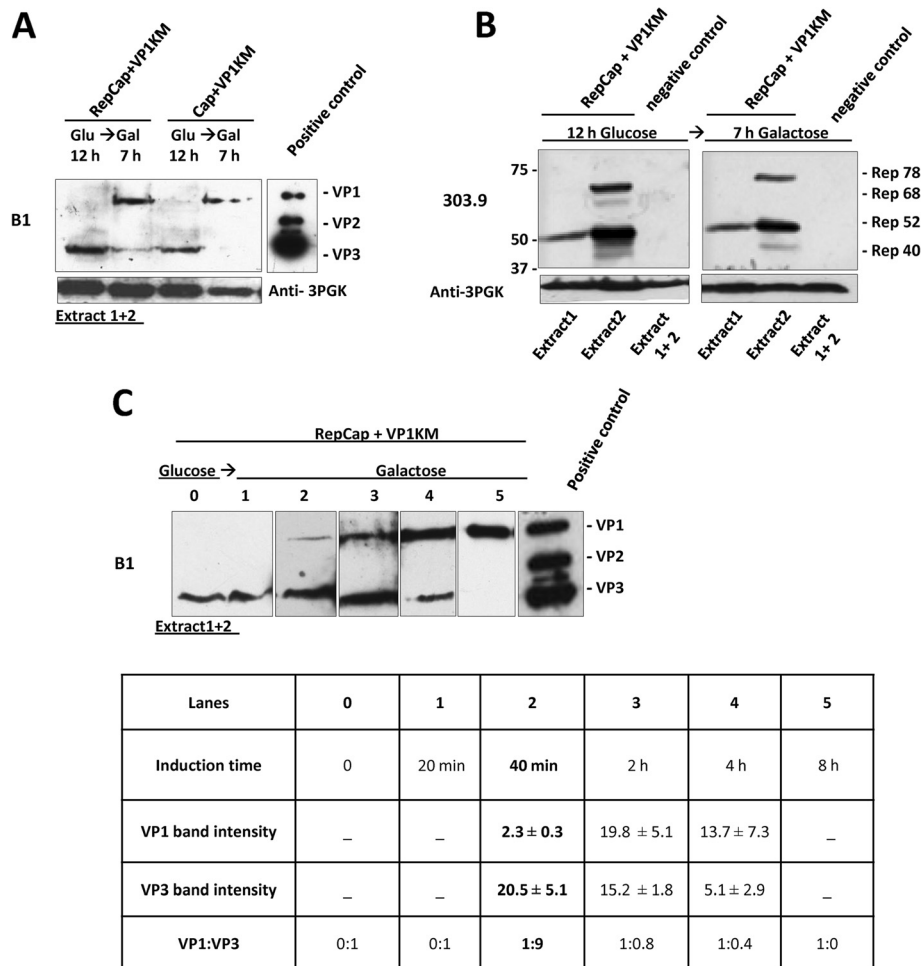 A
RepCap+VP1KM
Cap+VP1KM
Positive control
Glu → Gal Glu → Gal
12 h 7 h 12 h 7 h
B1
- VP1
- VP2
- VP3
Anti- 3PGK
Extract 1+2
B
RepCap + VP1KM
negative control
RepCap + VP1KM
negative control
12 h Glucose → 7 h Galactose
303.9
75 -
50 -
37 -
- Rep 78
- Rep 68
- Rep 52
- Rep 40
Anti-3PGK
Extract1
Extract2
Extract 1+ 2
Extract1
Extract2
Extract 1+ 2
C
RepCap + VP1KM
Positive control
Glucose → Galactose
0 1 2 3 4 5
B1
- VP1
- VP2
- VP3
Extract1+2
Lanes 0 1 2 3 4 5
Induction time 0 20 min 40 min 2 h 4 h 8 h
VP1 band intensity _ _ 2.3 ± 0.3 19.8 ± 5.1 13.7 ± 7.3 _
VP3 band intensity _ _ 20.5 ± 5.1 15.2 ± 1.8 5.1 ± 2.9 _
VP1:VP3 0:1 0:1 1:9 1:0.8 1:0.4 1:0